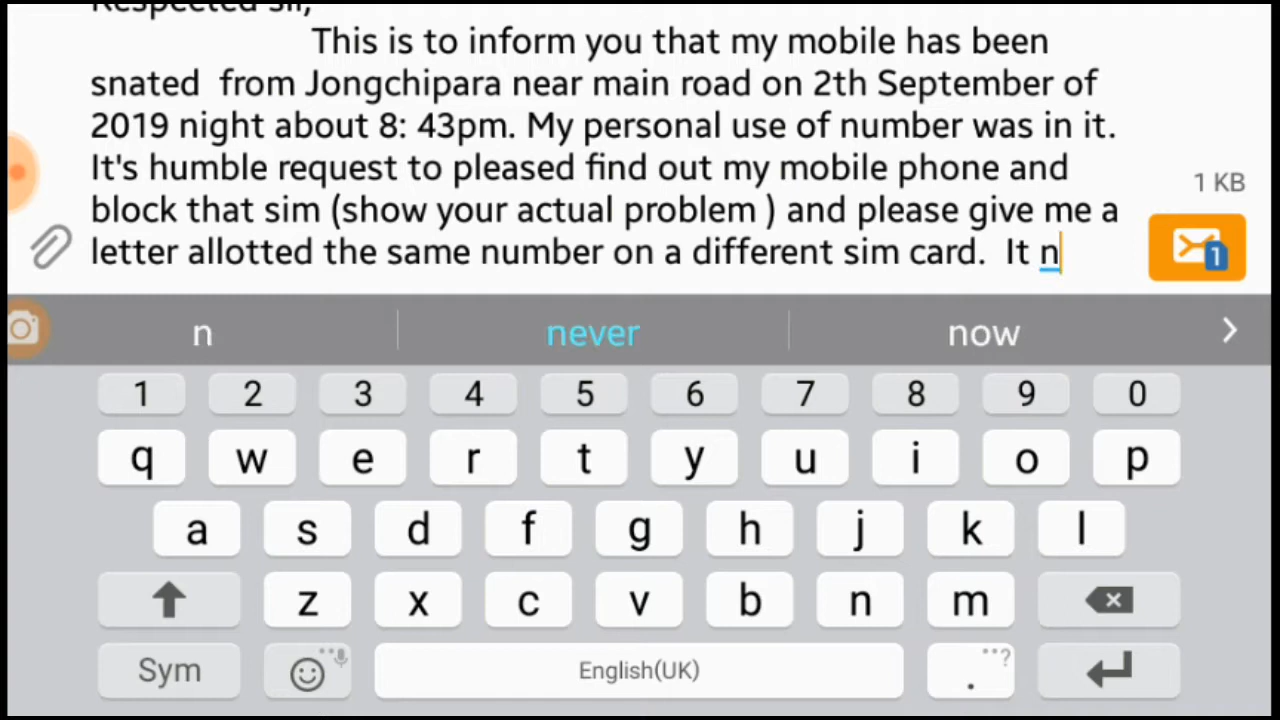 Respected sir,
This is to inform you that my mobile has been
snated from Jongchipara near main road on 2th September of
2019 night about 8: 43pm. My personal use of number was in it.
It's humble request to pleased find out my mobile phone and
block that sim (show your actual problem ) and please give me a
letter allotted the same number on a different sim card. It n
1 KB
1
n never now
1 2 3 4 5 6 7 8 9 0
q w e r t y u i o p
a s d f g h j k l
z x c v b n m
Sym English(UK) . ?